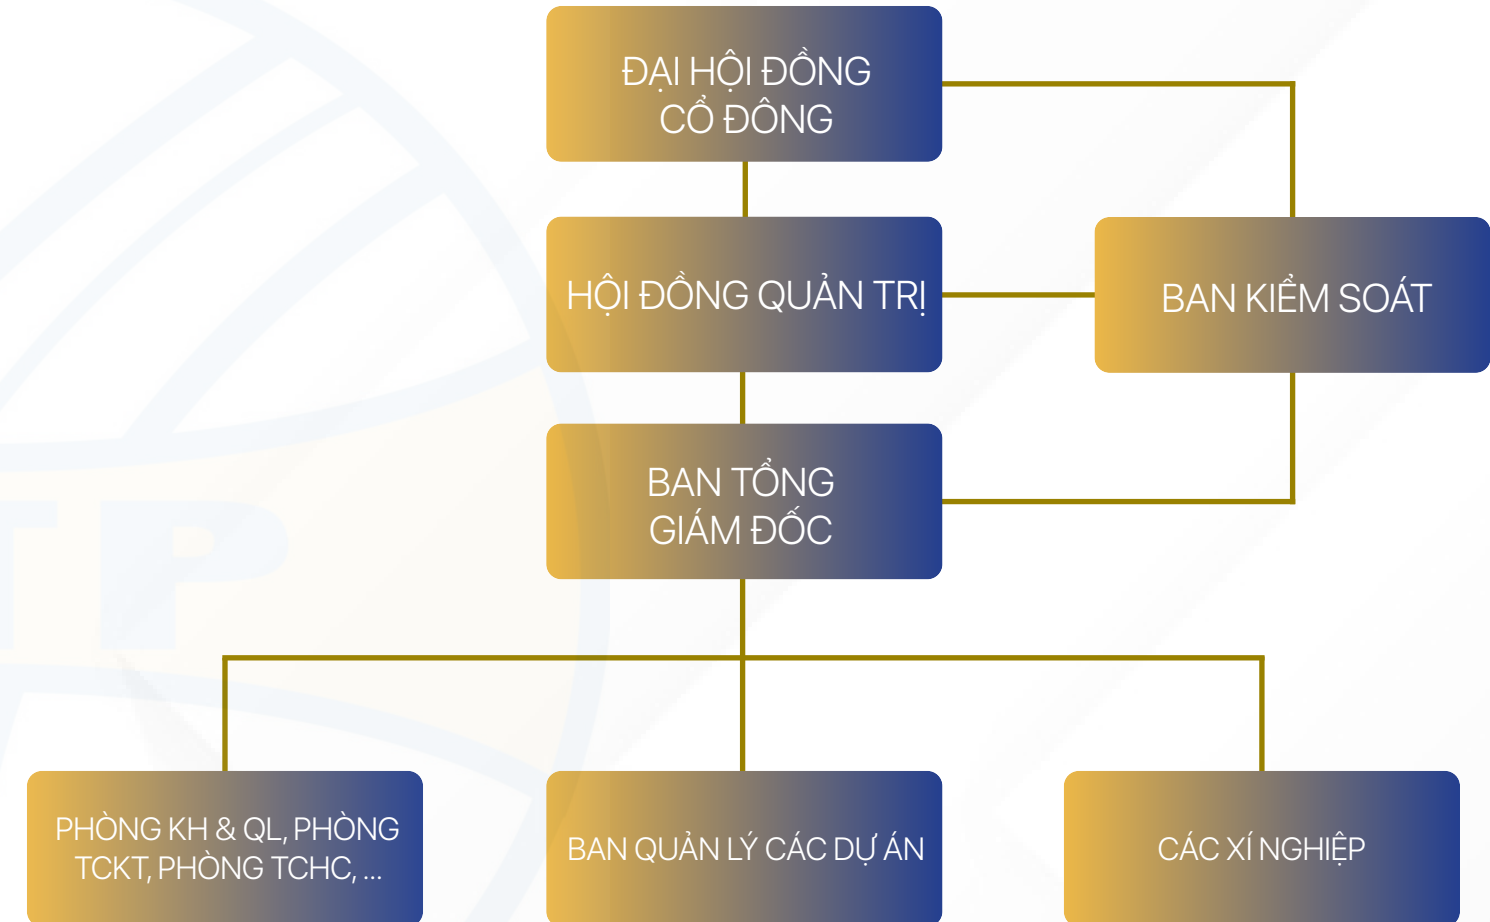 ĐẠI HỘI ĐỒNG
CỔ ĐÔNG
HỘI ĐỒNG QUẢN TRỊ
BAN KIỂM SOÁT
BAN TỔNG
GIÁM ĐỐC
PHÒNG KH & QL, PHÒNG
TCKT, PHÒNG TCHC, ...
BAN QUẢN LÝ CÁC DỰ ÁN
CÁC XÍ NGHIỆP
TP